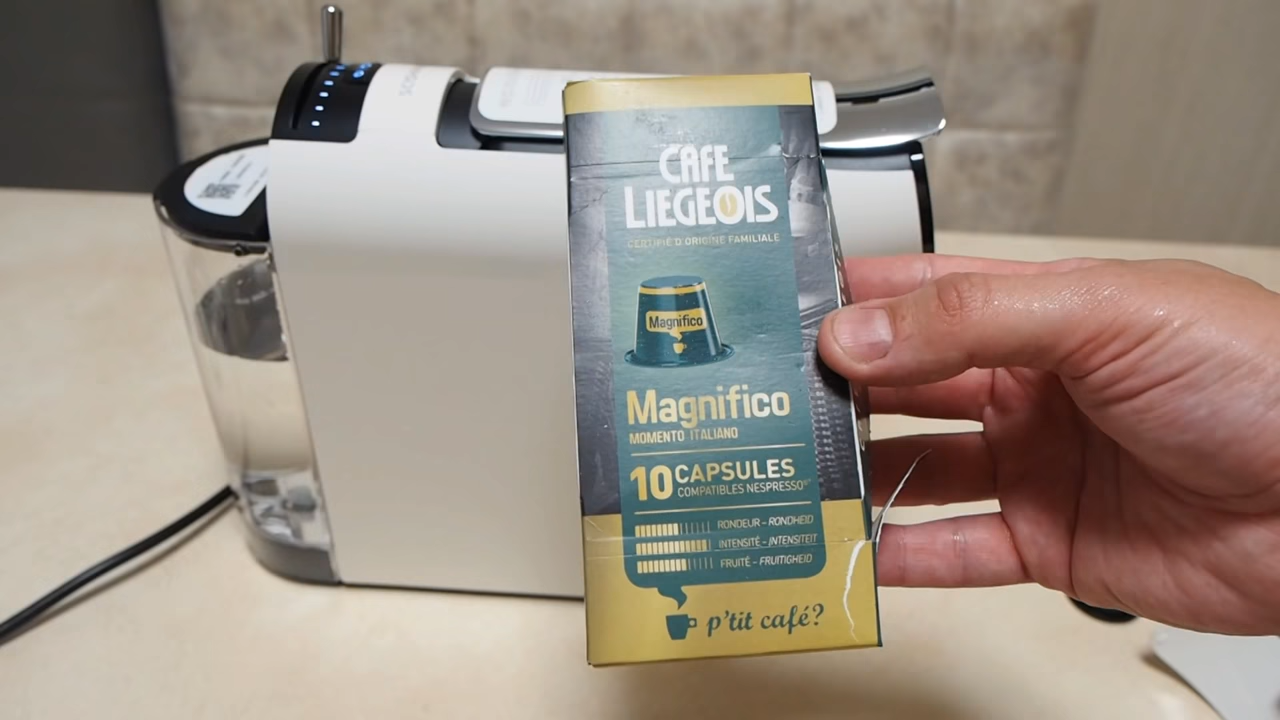 CAFE
LIEGEOIS
CERTIFIÉ D'ORIGINE FAMILIALE
Magnifico
Magnifico
MOMENTO ITALIANO
10 CAPSULES
COMPATIBLES NESPRESSO
RONDEUR - RONDHEID
INTENSITÉ - INTENSITEIT
FRUITÉ - FRUITIGHEID
p'tit café?